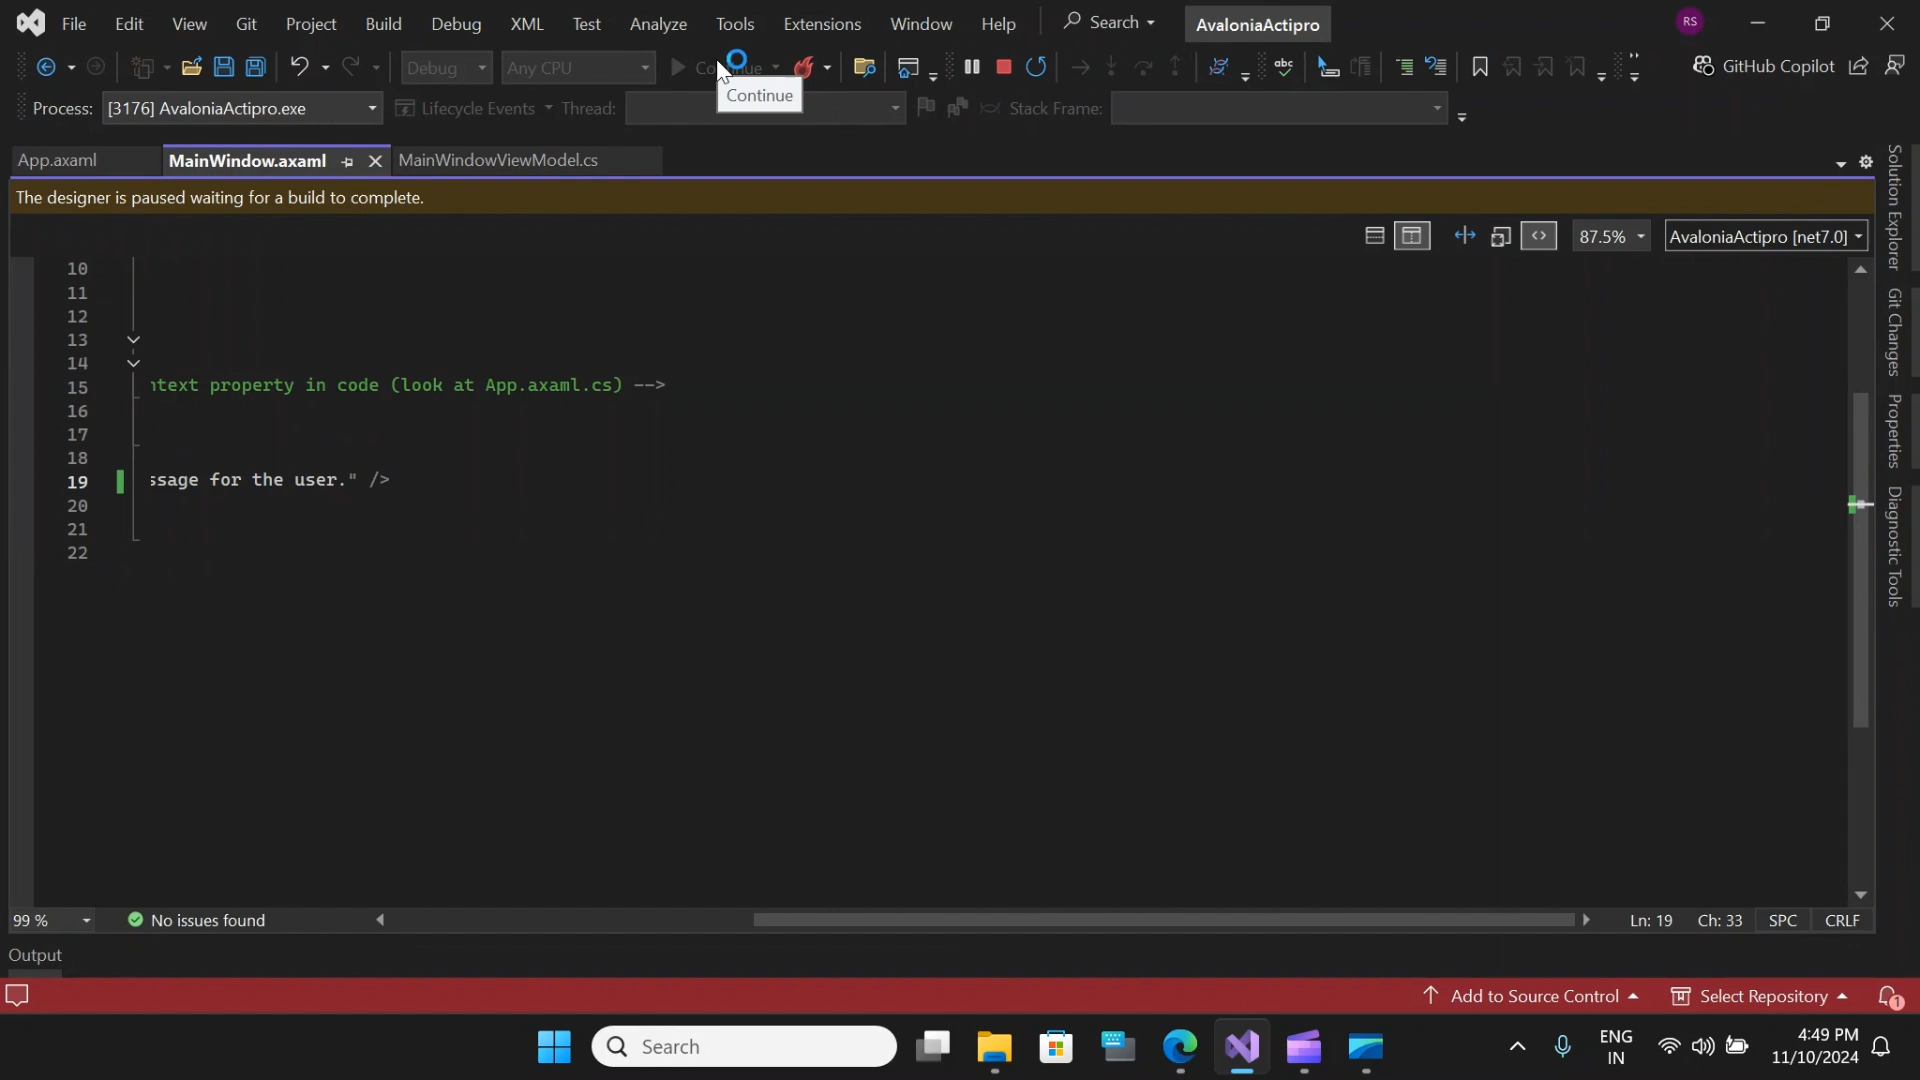 File Edit View Git Project Build Debug XML Test Analyze Tools Extensions Window Help Search AvaloniaActipro RS
Debug Any CPU Continue GitHub Copilot
Process: [3176] AvaloniaActipro.exe Lifecycle Events Thread: Continue Stack Frame:
App.axaml MainWindow.axaml MainWindowViewModel.cs
The designer is paused waiting for a build to complete.
87.5% AvaloniaActipro [net7.0]
10
11
12
13
14
15 ntext property in code (look at App.axaml.cs) -->
16
17
18
19 ssage for the user." />
20
21
22
Solution Explorer
Git Changes
Properties
Diagnostic Tools
99 % No issues found Ln: 19 Ch: 33 SPC CRLF
Output
Add to Source Control Select Repository 1
Search ENG 4:49 PM
IN 11/10/2024